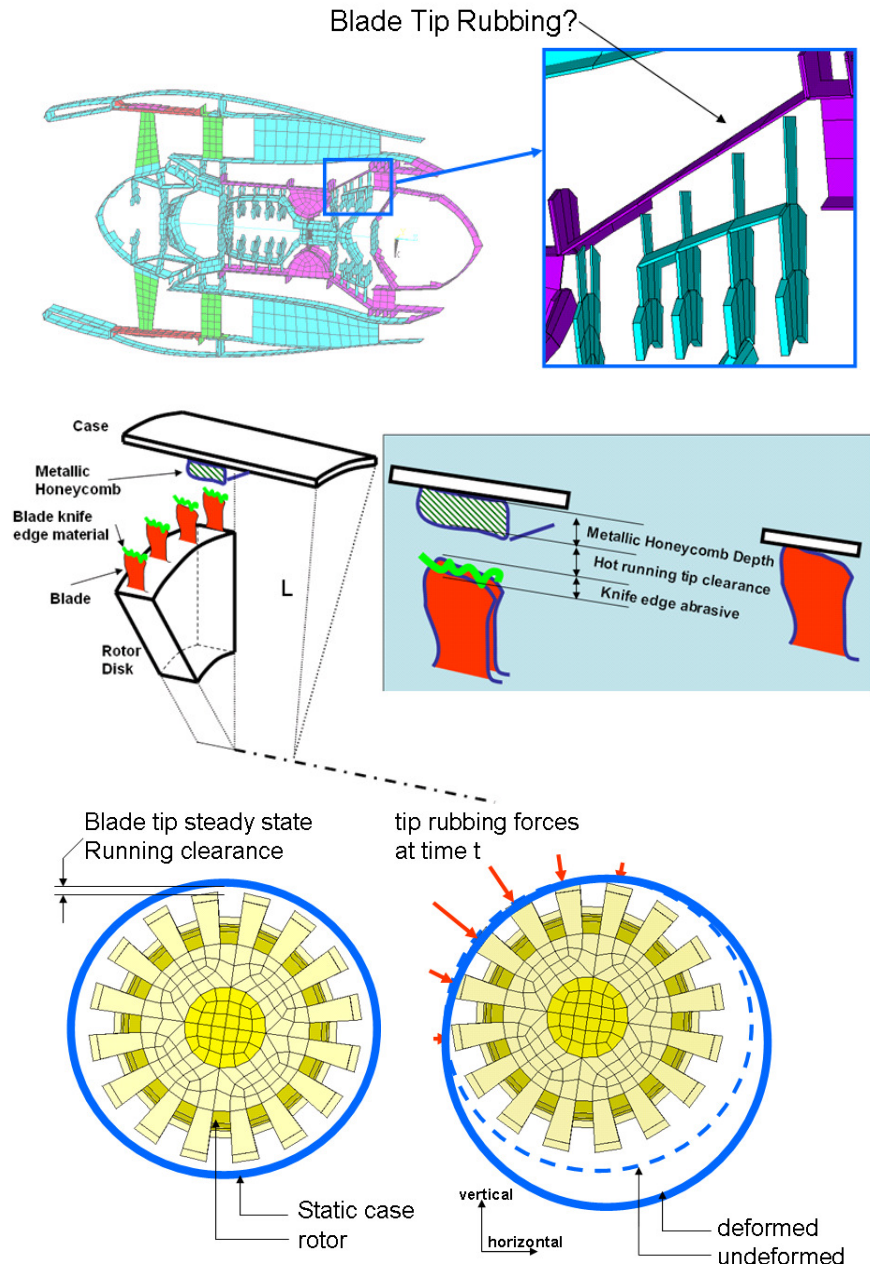 Blade Tip Rubbing?
Case
Metallic
Honeycomb
Blade knife
edge material
Blade
L
Rotor
Disk
Metallic Honeycomb Depth
Hot running tip clearance
Knife edge abrasive
Blade tip steady state
Running clearance
tip rubbing forces
at time t
Static case
rotor
vertical
horizontal
deformed
undeformed